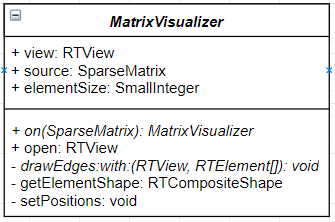 MatrixVisualizer
+ view: RTView
+ source: SparseMatrix
+ elementSize: SmallInteger
+ on(SparseMatrix): MatrixVisualizer
+ open: RTView
- drawEdges:with:(RTView, RTElement[]): void
- getElementShape: RTCompositeShape
- setPositions: void